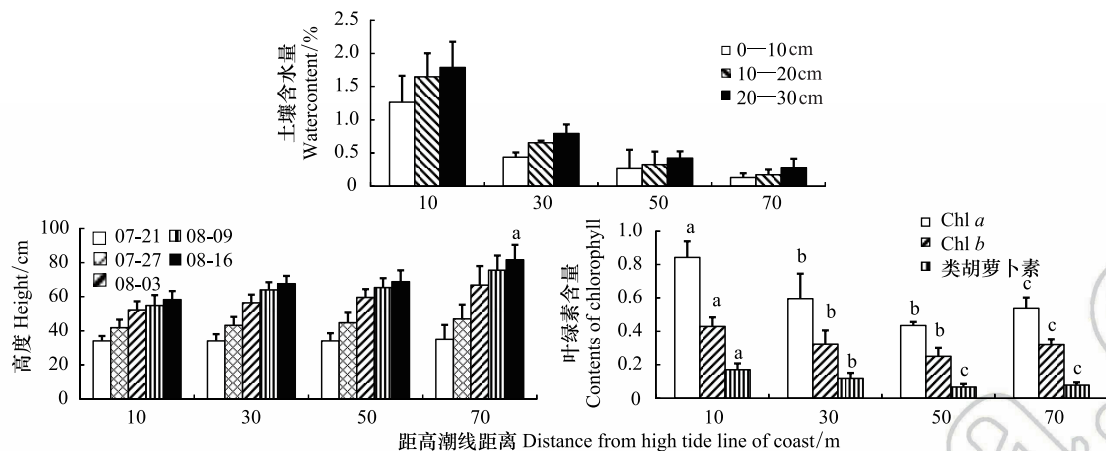 土壤含水量
Watercontent/%
2.5
2.0
1.5
1.0
0.5
0
0—10cm
10—20cm
20—30cm
10 30 50 70
高度 Height/cm
100
80
60
40
20
0
07-21 08-09
07-27 08-16
08-03
a
10 30 50 70
叶绿素含量
Contents of chlorophyll
1.0
0.8
0.6
0.4
0.2
0
Chl a
Chl b
类胡萝卜素
a a a
b b b
b b c
c c c
10 30 50 70
距高潮线距离 Distance from high tide line of coast/m